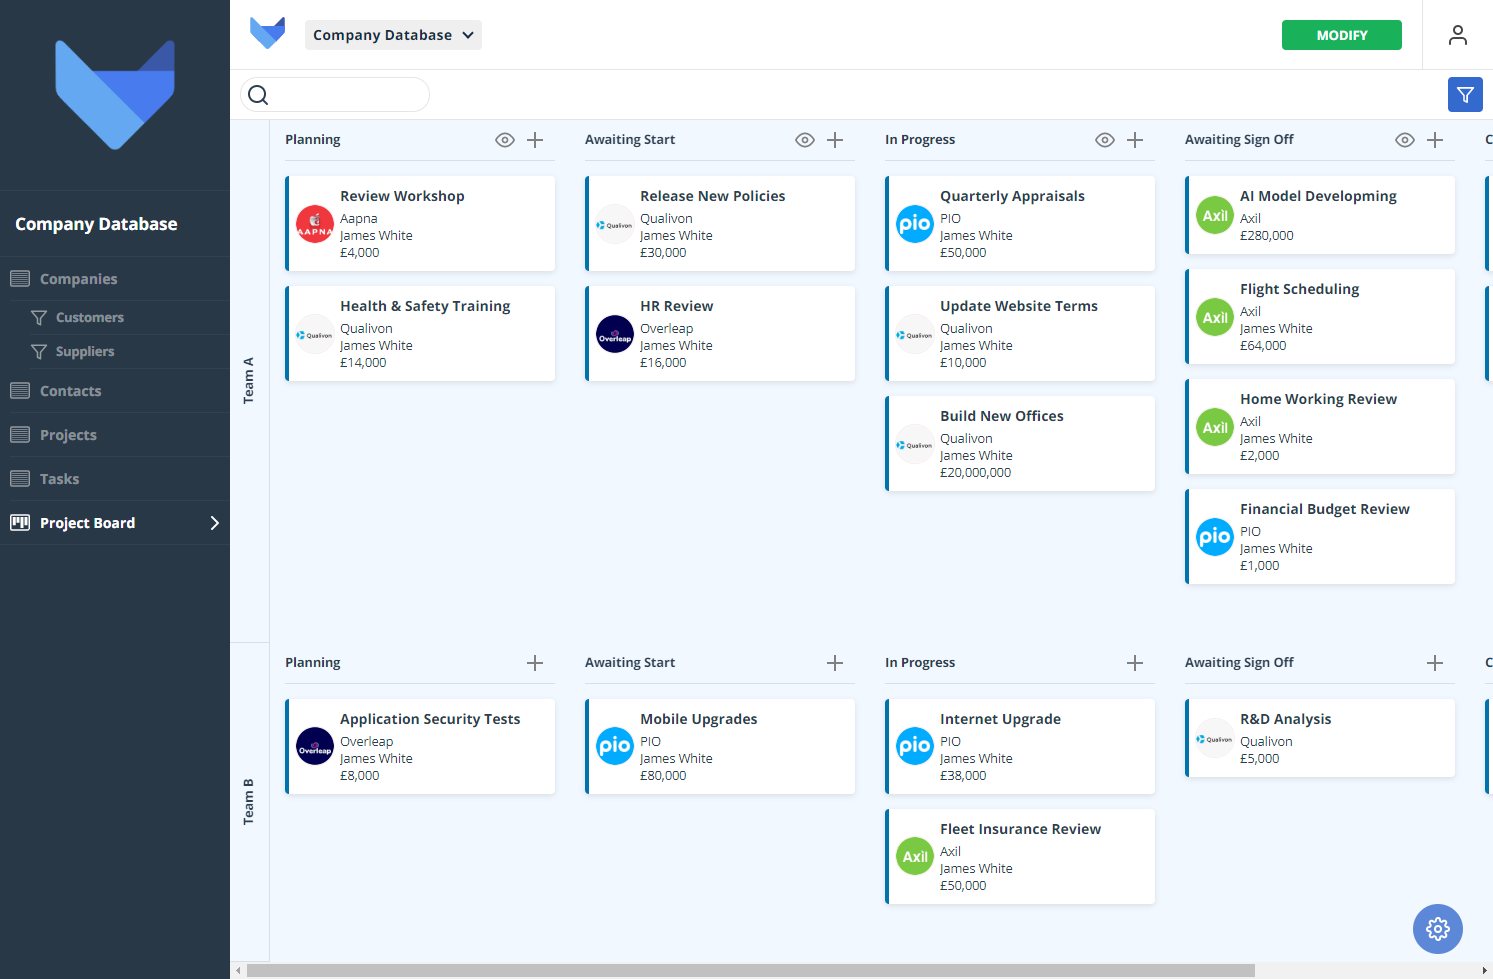 Company Database
MODIFY
Company Database
Companies
Customers
Suppliers
Contacts
Projects
Tasks
Project Board
Team A
Planning
Review Workshop
AAPNA
Aapna
James White
£4,000
Health & Safety Training
Qualivon
Qualivon
James White
£14,000
Awaiting Start
Release New Policies
Qualivon
Qualivon
James White
£30,000
HR Review
Overleap
Overleap
James White
£16,000
In Progress
Quarterly Appraisals
pio
PIO
James White
£50,000
Update Website Terms
Qualivon
Qualivon
James White
£10,000
Build New Offices
Qualivon
Qualivon
James White
£20,000,000
Awaiting Sign Off
AI Model Developming
Axil
Axil
£280,000
Flight Scheduling
Axil
Axil
James White
£64,000
Home Working Review
Axil
Axil
James White
£2,000
Financial Budget Review
pio
PIO
James White
£1,000
C
Team B
Planning
Application Security Tests
Overleap
Overleap
James White
£8,000
Awaiting Start
Mobile Upgrades
pio
PIO
James White
£80,000
In Progress
Internet Upgrade
pio
PIO
James White
£38,000
Fleet Insurance Review
Axil
Axil
James White
£50,000
Awaiting Sign Off
R&D Analysis
Qualivon
Qualivon
£5,000
C